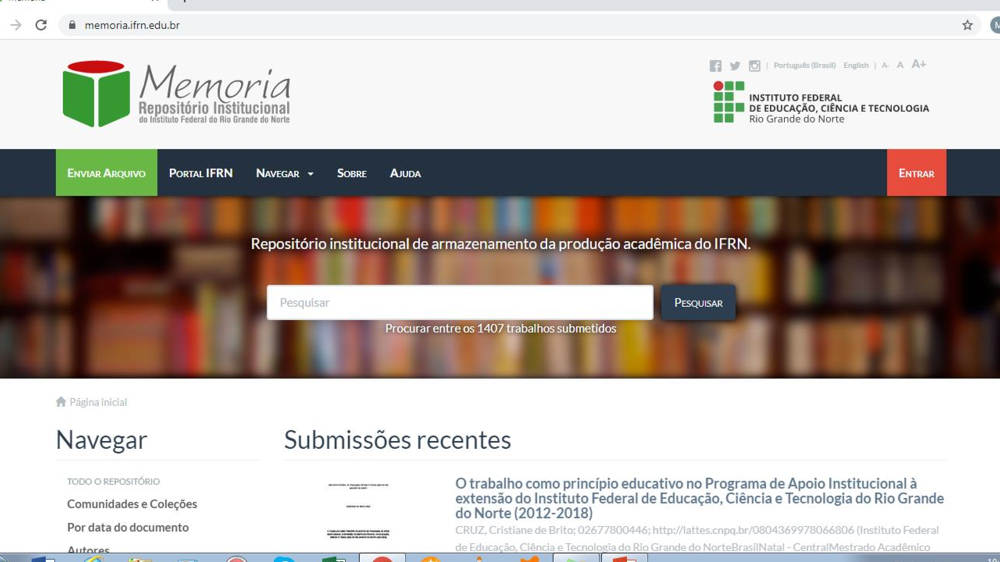 memoria.ifrn.edu.br
Memoria
Repositório Institucional
do Instituto Federal do Rio Grande do Norte
| Português (Brasil) English | A- A A+
INSTITUTO FEDERAL
DE EDUCAÇÃO, CIÊNCIA E TECNOLOGIA
Rio Grande do Norte
ENVIAR ARQUIVO PORTAL IFRN NAVEGAR SOBRE AJUDA ENTRAR
Repositório institucional de armazenamento da produção acadêmica do IFRN.
Pesquisar PESQUISAR
Procurar entre os 1407 trabalhos submetidos
Página inicial
Navegar
TODO O REPOSITÓRIO
Comunidades e Coleções
Por data do documento
Autores
Submissões recentes
O trabalho como princípio educativo no Programa de Apoio Institucional à
extensão do Instituto Federal de Educação, Ciência e Tecnologia do Rio Grande
do Norte (2012-2018)
CRUZ, Cristiane de Brito; 02677800446; http://lattes.cnpq.br/0804369978066806 (Instituto Federal
de Educação, Ciência e Tecnologia do Rio Grande do NorteBrasilNatal - CentralMestrado Acadêmico